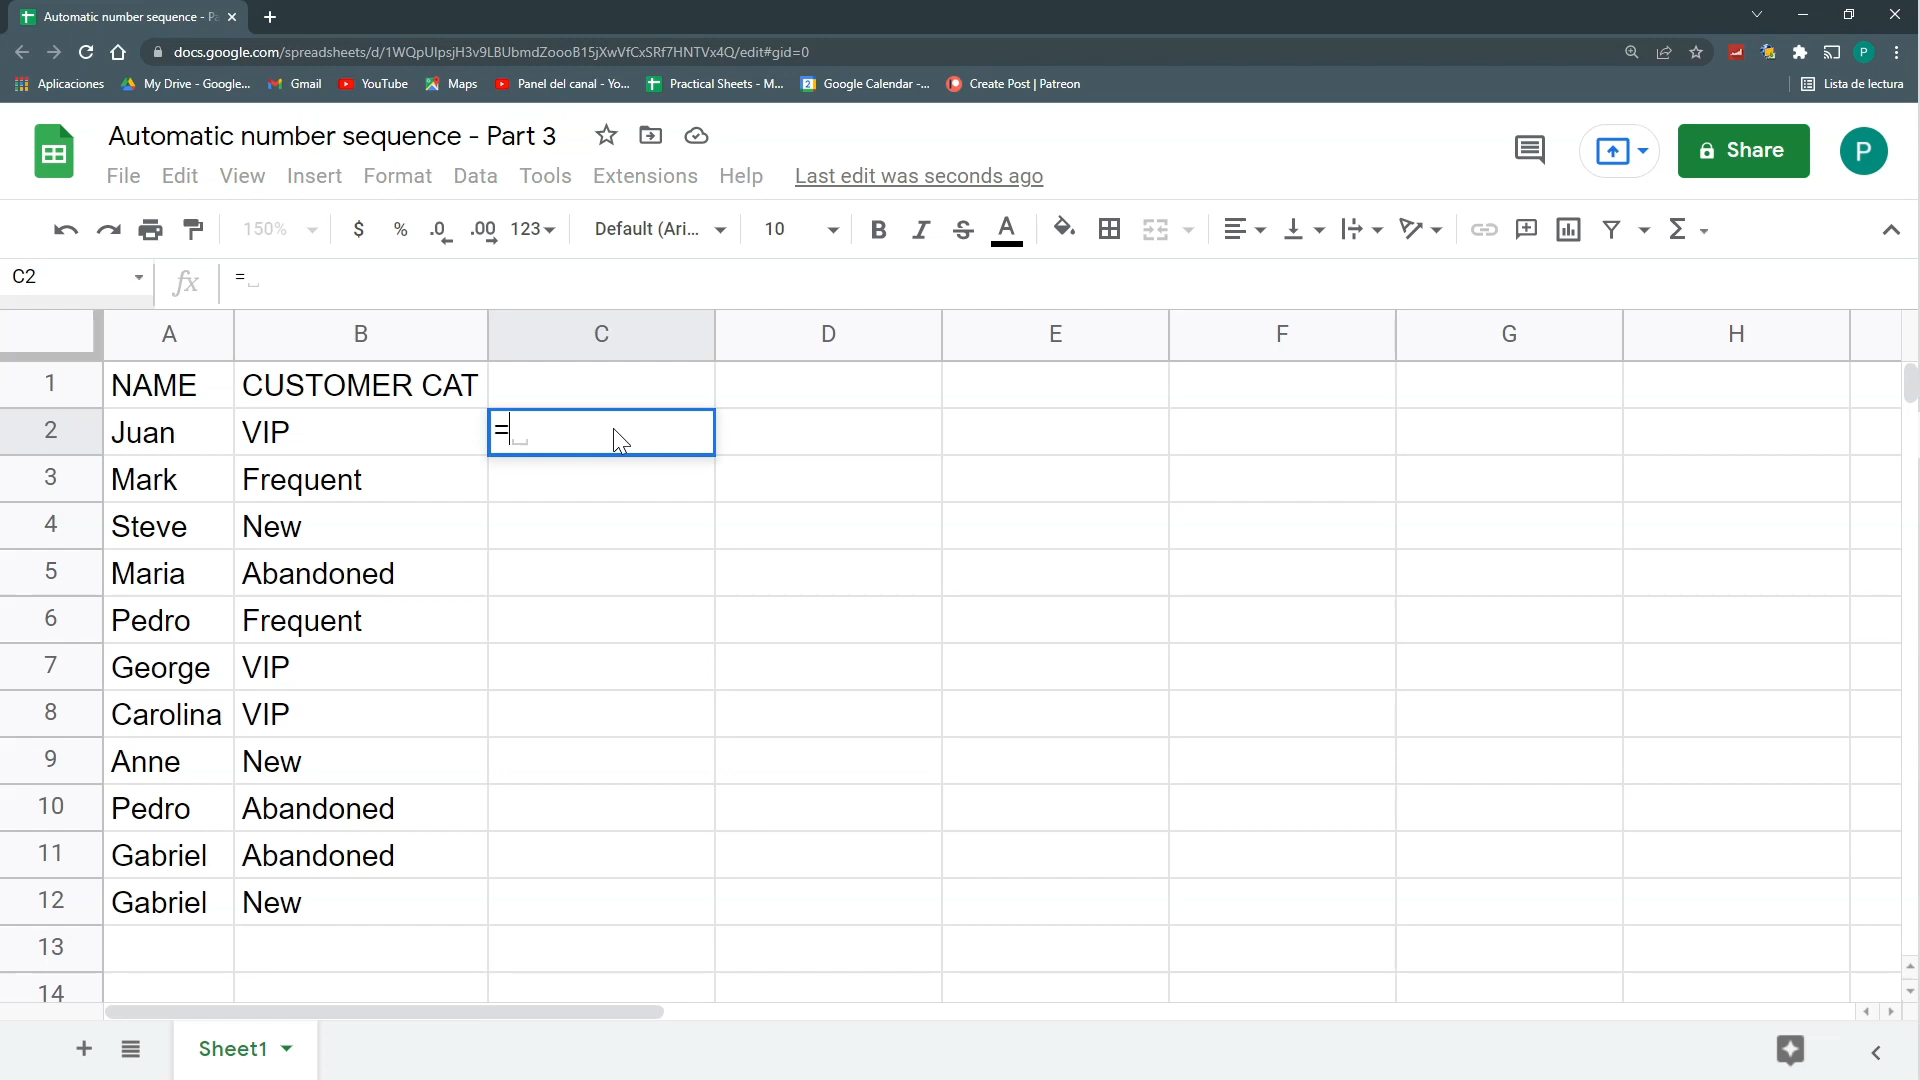 Automatic number sequence - Pa
docs.google.com/spreadsheets/d/1WQpUIpsjH3v9LBUbmdZoooB15jXwVfCxSRf7HNTVx4Q/edit#gid=0
Aplicaciones My Drive - Google... Gmail YouTube Maps Panel del canal - Yo... Practical Sheets - M... Google Calendar -... Create Post | Patreon Lista de lectura
Automatic number sequence - Part 3
File Edit View Insert Format Data Tools Extensions Help Last edit was seconds ago
Share
P
150% $ % .0 .00 123 Default (Ari... 10 B I S A
C2 fx =
A B C D E F G H
1 NAME CUSTOMER CAT
2 Juan VIP =
3 Mark Frequent
4 Steve New
5 Maria Abandoned
6 Pedro Frequent
7 George VIP
8 Carolina VIP
9 Anne New
10 Pedro Abandoned
11 Gabriel Abandoned
12 Gabriel New
13
14
Sheet1